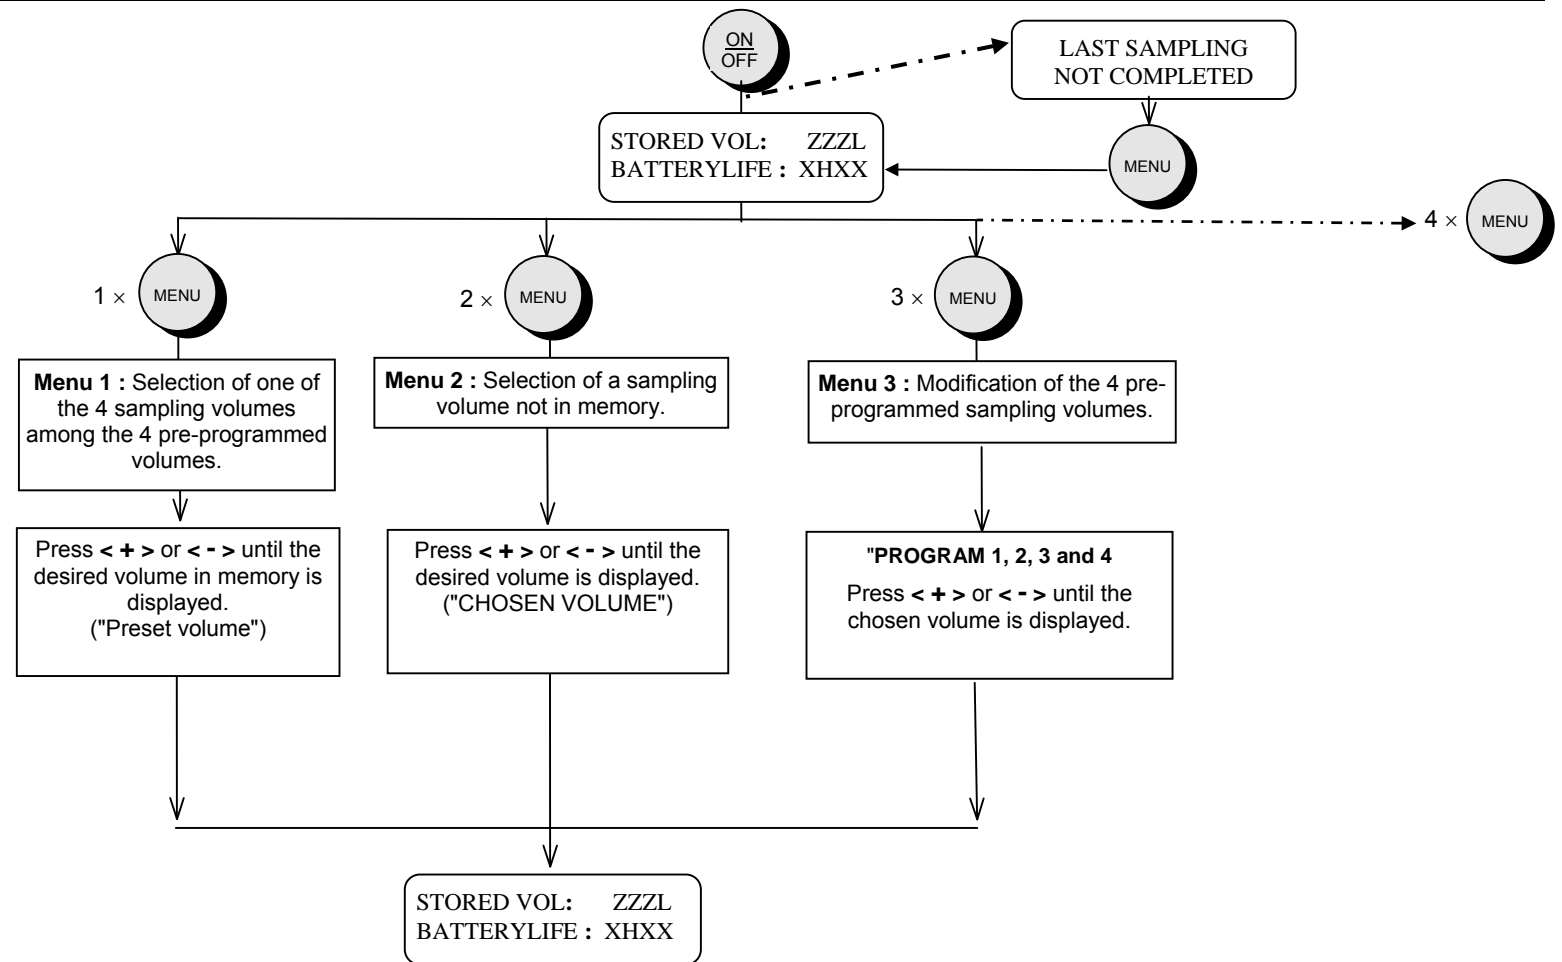 ON
OFF
LAST SAMPLING
NOT COMPLETED
STORED VOL: ZZZL
BATTERYLIFE : XHXX
MENU
4 × MENU
1 × MENU
2 × MENU
3 × MENU
Menu 1 : Selection of one of
the 4 sampling volumes
among the 4 pre-programmed
volumes.
Menu 2 : Selection of a sampling
volume not in memory.
Menu 3 : Modification of the 4 pre-
programmed sampling volumes.
Press < + > or < - > until the
desired volume in memory is
displayed.
("Preset volume")
Press < + > or < - > until the
desired volume is displayed.
("CHOSEN VOLUME")
"PROGRAM 1, 2, 3 and 4
Press < + > or < - > until the
chosen volume is displayed.
STORED VOL: ZZZL
BATTERYLIFE : XHXX